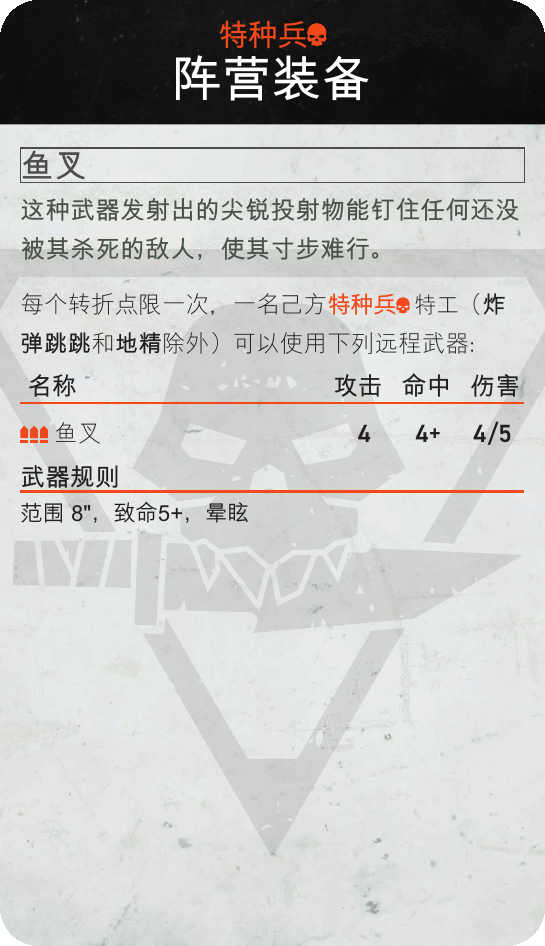 特种兵
阵营装备
鱼叉
这种武器发射出的尖锐投射物能钉住任何还没
被其杀死的敌人，使其寸步难行。
每个转折点限一次，一名己方特种兵特工（炸
弹跳跳和地精除外）可以使用下列远程武器:
名称 攻击 命中 伤害
鱼叉 4 4+ 4/5
武器规则
范围 8"，致命5+，晕眩